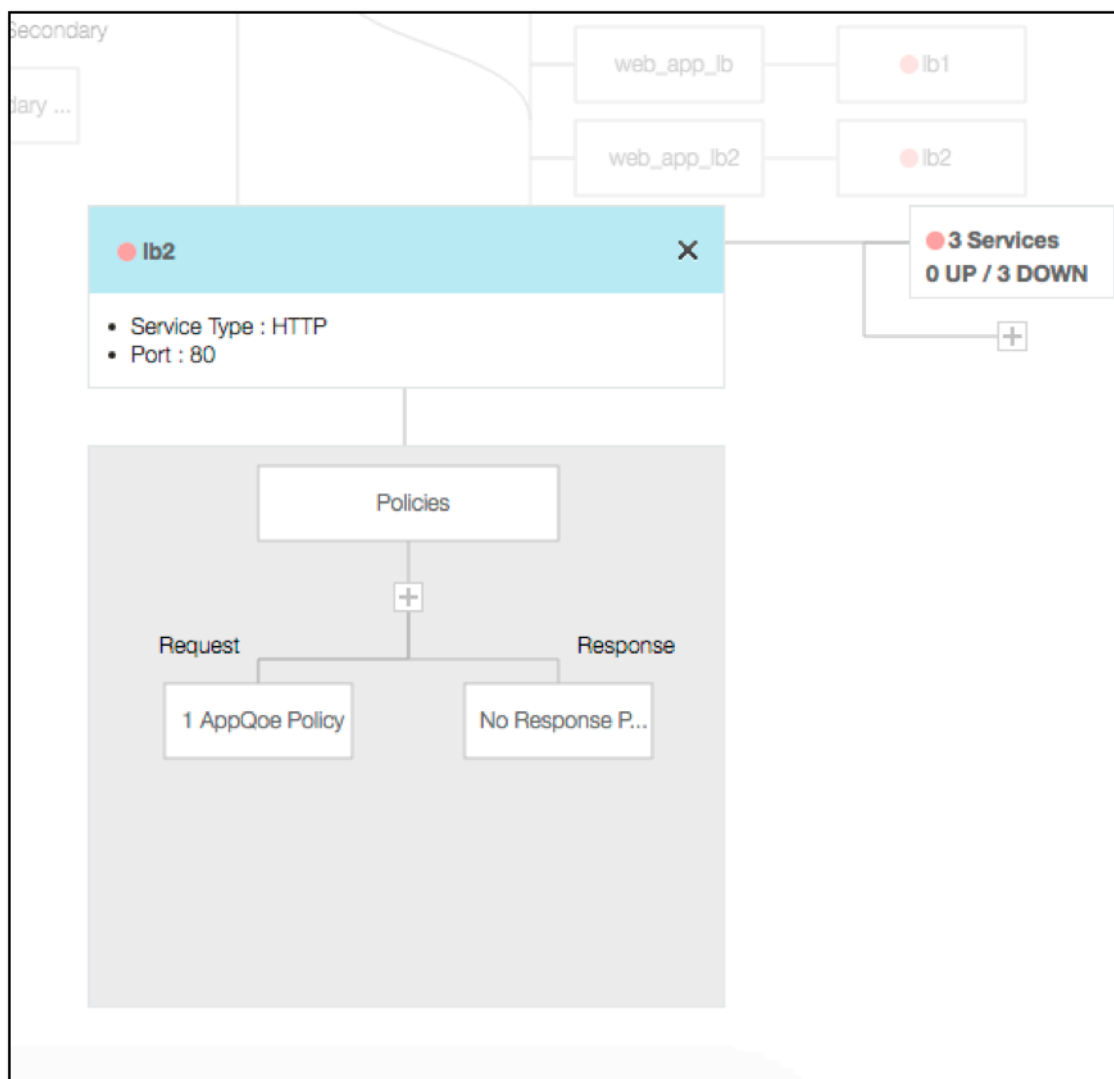 Secondary
dary ...
web_app_lb
lb1
web_app_lb2
lb2
lb2
Service Type : HTTP
Port : 80
3 Services
0 UP / 3 DOWN
Policies
Request
Response
1 AppQoe Policy
No Response P...